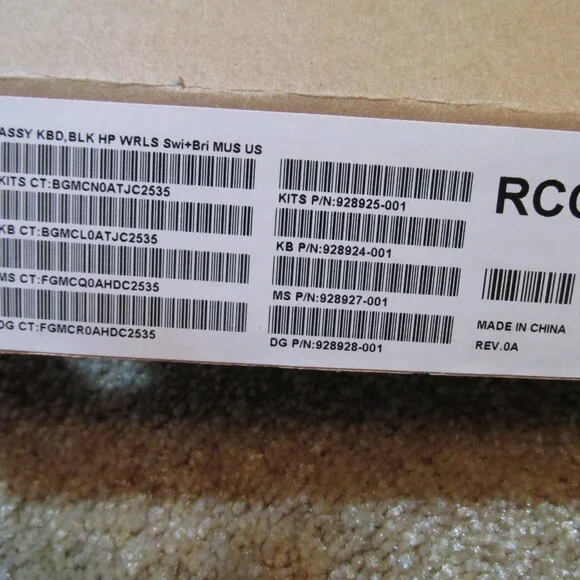 ASSY KBD,BLK HP WRLS Swi+Bri MUS US
KITS CT:BGMCN0ATJC2535
KB CT:BGMCL0ATJC2535
MS CT:FGMCQ0AHDC2535
DG CT:FGMCR0AHDC2535
KITS P/N:928925-001
KB P/N:928924-001
MS P/N:928927-001
DG P/N:928928-001
MADE IN CHINA
REV.0A